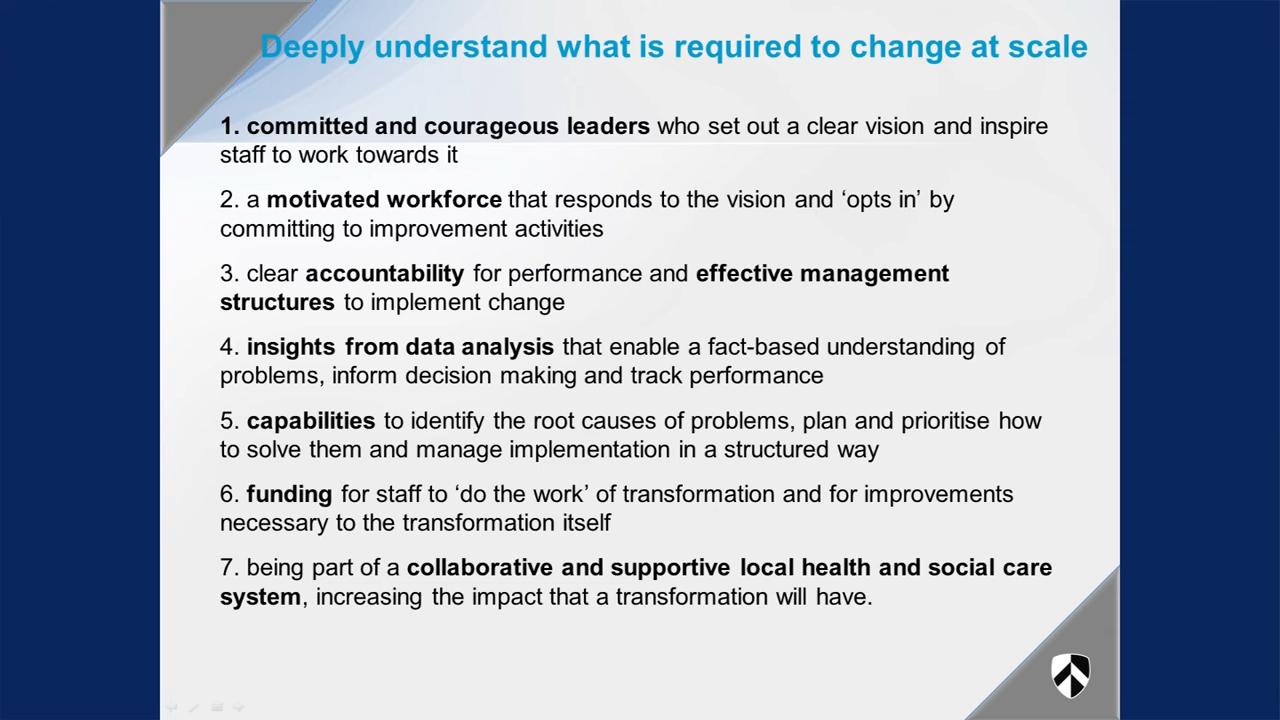 Deeply understand what is required to change at scale
1. committed and courageous leaders who set out a clear vision and inspire
staff to work towards it
2. a motivated workforce that responds to the vision and ‘opts in’ by
committing to improvement activities
3. clear accountability for performance and effective management
structures to implement change
4. insights from data analysis that enable a fact-based understanding of
problems, inform decision making and track performance
5. capabilities to identify the root causes of problems, plan and prioritise how
to solve them and manage implementation in a structured way
6. funding for staff to ‘do the work’ of transformation and for improvements
necessary to the transformation itself
7. being part of a collaborative and supportive local health and social care
system, increasing the impact that a transformation will have.